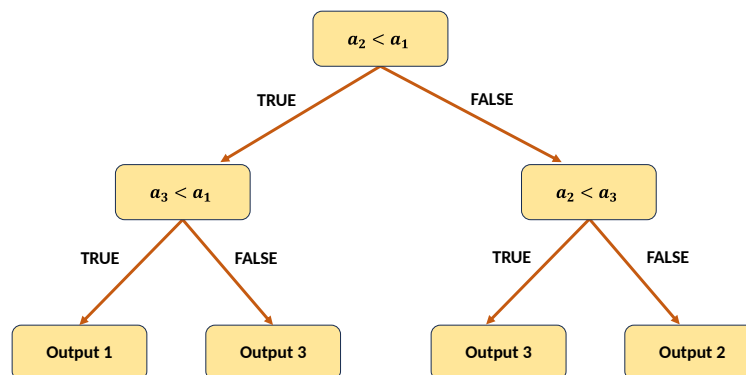 a₂ < a₁
TRUE FALSE
a₃ < a₁ a₂ < a₃
TRUE FALSE TRUE FALSE
Output 1 Output 3 Output 3 Output 2